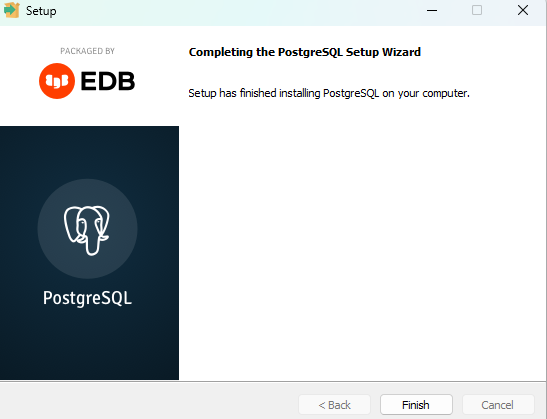 Setup
PACKAGED BY
EDB
Completing the PostgreSQL Setup Wizard
Setup has finished installing PostgreSQL on your computer.
PostgreSQL
< Back
Finish
Cancel